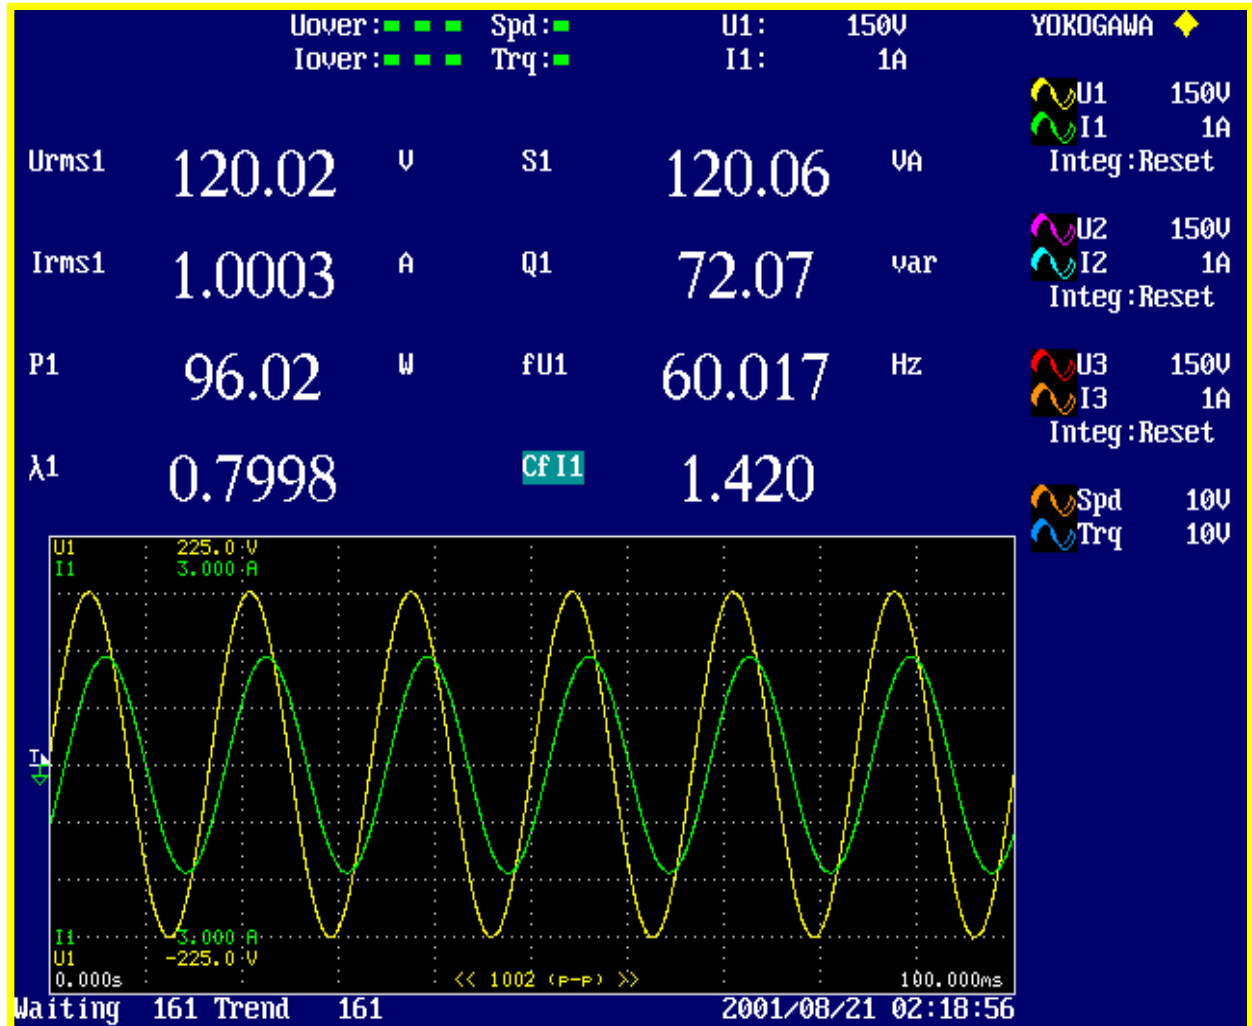 Uover: Spd: U1: 150V YOKOGAWA
Iover: Trq: I1: 1A
U1 150V
I1 1A
Integ:Reset
Urms1 120.02 V S1 120.06 VA
U2 150V
I2 1A
Integ:Reset
Irms1 1.0003 A Q1 72.07 var
U3 150V
I3 1A
Integ:Reset
P1 96.02 W fU1 60.017 Hz
λ1 0.7998 CfI1 1.420
Spd 10V
Trq 10V
U1 225.0 V
I1 3.000 A
T
I1 -3.000 A
U1 -225.0 V
0.000s << 1002 (p-p) >> 100.000ms
Waiting 161 Trend 161 2001/08/21 02:18:56